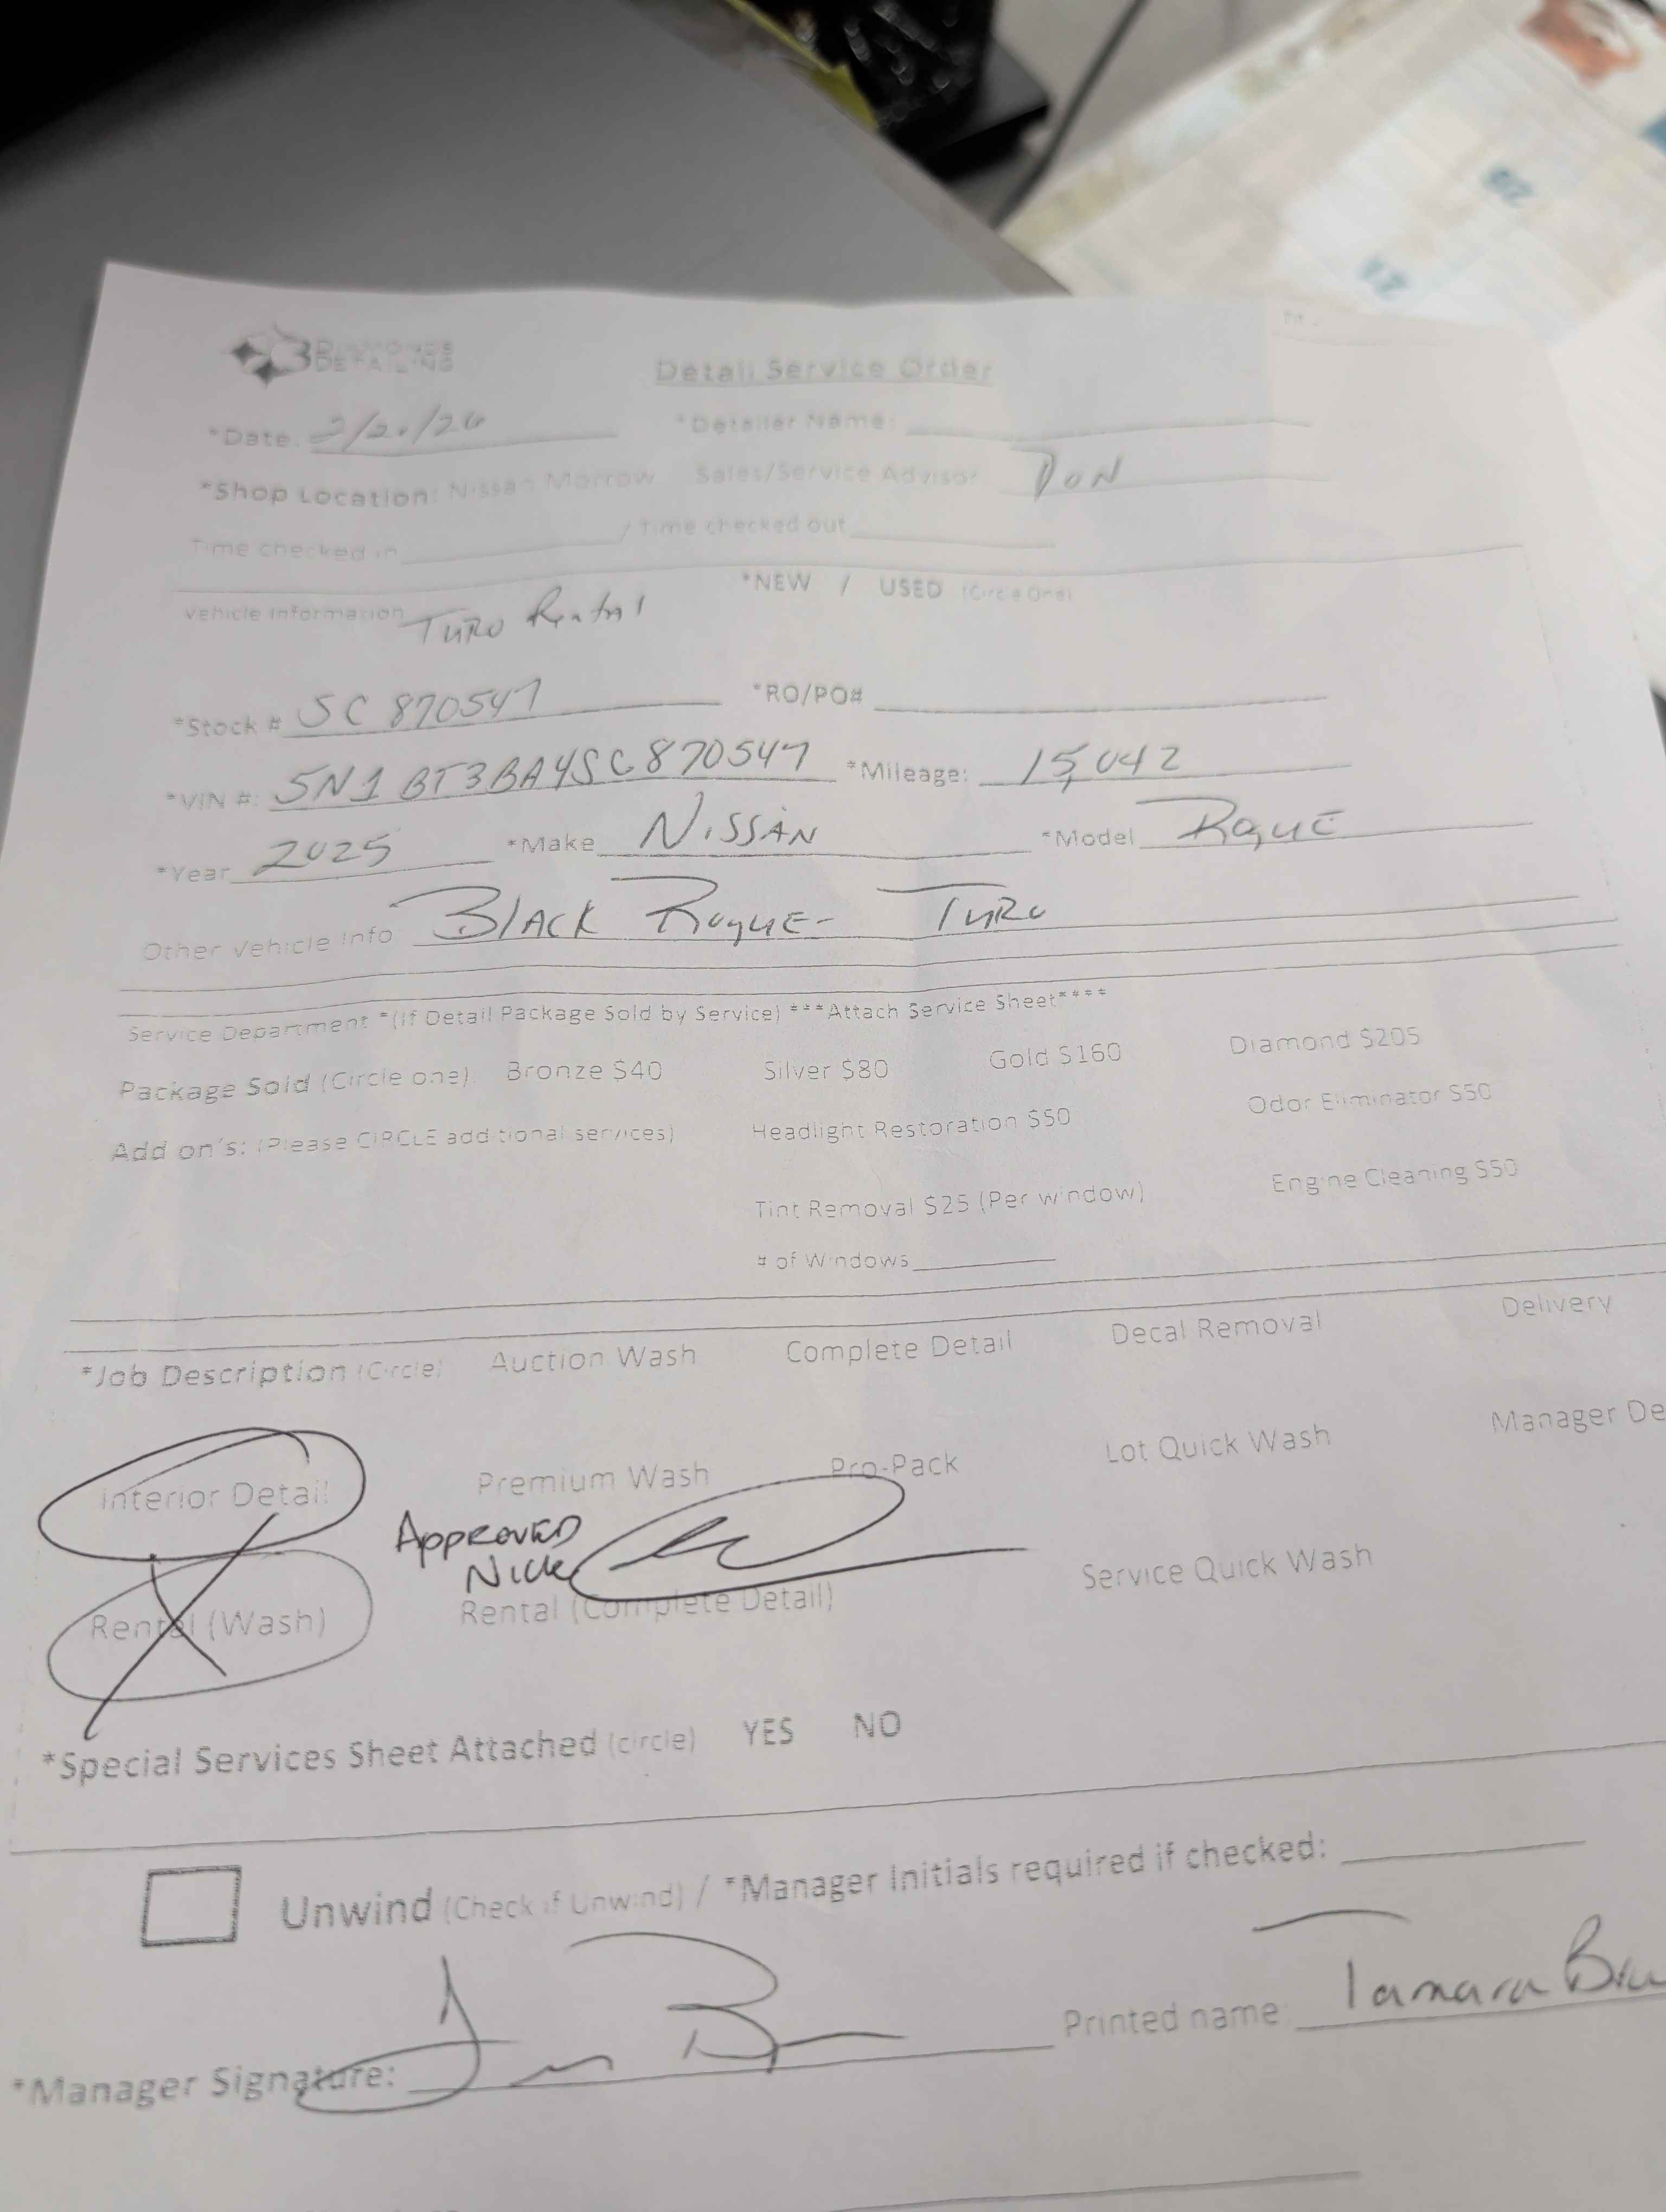 3 DIAMONDS DETAILING
Detail Service Order
*Date: 2/20/26 *Detailer Name:
*Shop Location: Nissan Morrow Sales/Service Advisor DON
Time checked in / Time checked out
Vehicle Information TURO Rental *NEW / USED (Circle One)
*Stock # SC 870547 *RO/PO#
*VIN #: 5N1BT3BA4SC870547 *Mileage: 15,042
*Year 2025 *Make NiSSAN *Model RogUE
Other Vehicle Info BlACK RogUE- TURO
Service Department *(If Detail Package Sold by Service) ***Attach Service Sheet****
Package Sold (Circle one). Bronze $40 Silver $80 Gold $160 Diamond $205
Add on's: (Please CIRCLE additional services) Headlight Restoration $50 Odor Eliminator $50
Tint Removal $25 (Per window) Engine Cleaning $50
# of Windows
*Job Description (Circle) Auction Wash Complete Detail Decal Removal Delivery
Interior Detail Premium Wash Pro-Pack Lot Quick Wash Manager De
APPROVED
Nick
Rental (Wash) Rental (Complete Detail) Service Quick Wash
*Special Services Sheet Attached (circle) YES NO
Unwind (Check if Unwind) / *Manager Initials required if checked:
*Manager Signature: Printed name Tamara
28
27